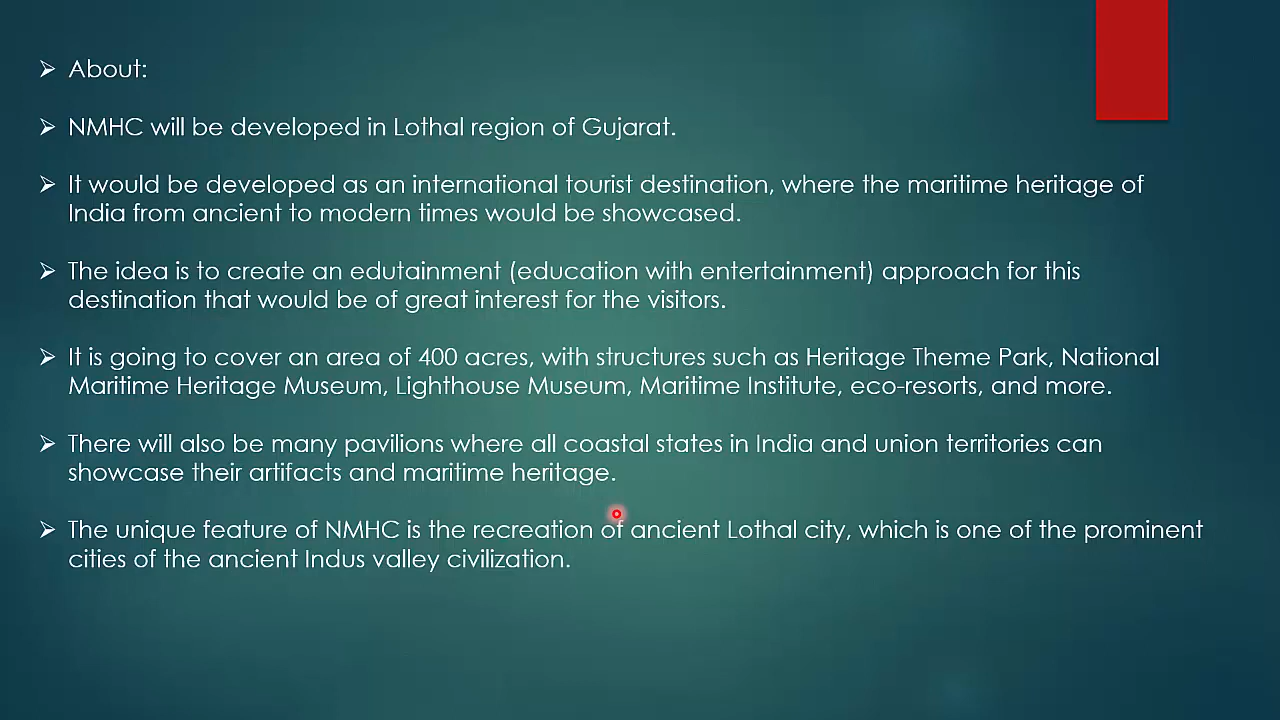 ➢ About:
➢ NMHC will be developed in Lothal region of Gujarat.
➢ It would be developed as an international tourist destination, where the maritime heritage of
India from ancient to modern times would be showcased.
➢ The idea is to create an edutainment (education with entertainment) approach for this
destination that would be of great interest for the visitors.
➢ It is going to cover an area of 400 acres, with structures such as Heritage Theme Park, National
Maritime Heritage Museum, Lighthouse Museum, Maritime Institute, eco-resorts, and more.
➢ There will also be many pavilions where all coastal states in India and union territories can
showcase their artifacts and maritime heritage.
➢ The unique feature of NMHC is the recreation of ancient Lothal city, which is one of the prominent
cities of the ancient Indus valley civilization.